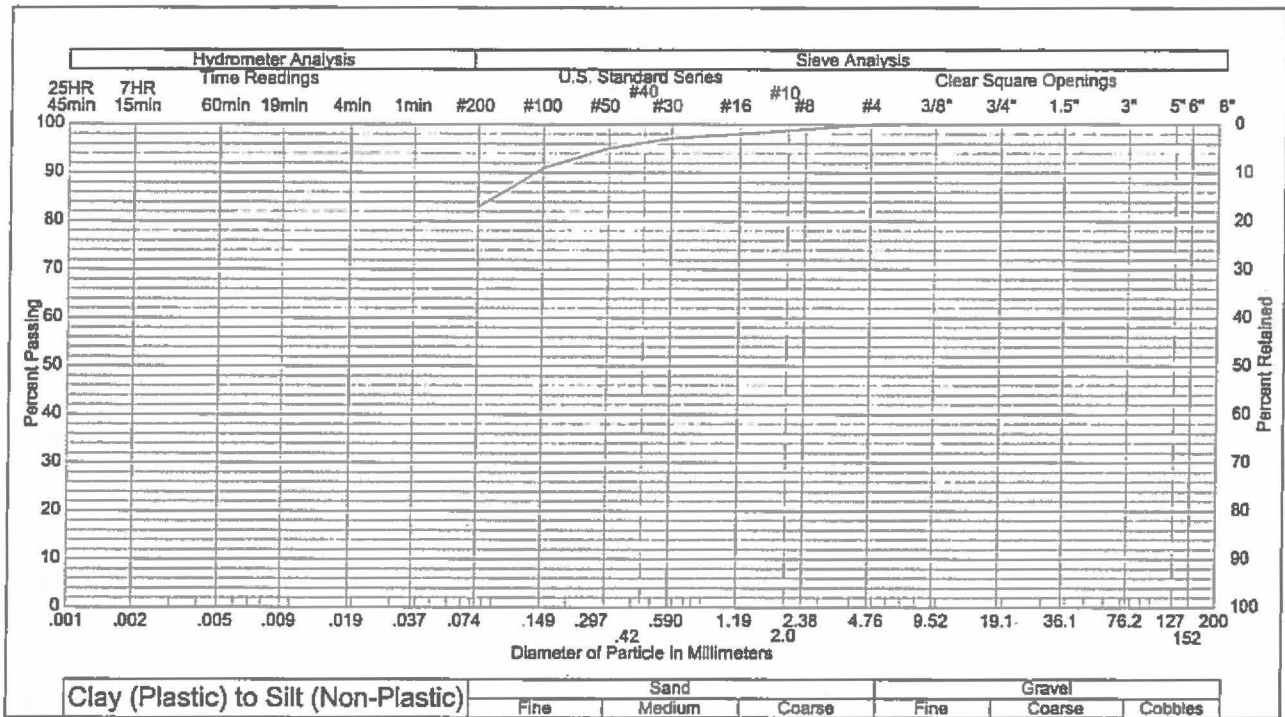 Hydrometer Analysis Sieve Analysis
Time Readings U.S. Standard Series Clear Square Openings
25HR 7HR #40 #10
45min 15min 60min 19min 4min 1min #200 #100 #50 #30 #16 #8 #4 3/8" 3/4" 1.5" 3" 5" 6" 8"
100 0
90 10
80 20
70 30
60 40
50 50
40 60
30 70
20 80
10 90
0 100
Percent Passing
Percent Retained
.001 .002 .005 .009 .019 .037 .074 .149 .297 .590 1.19 2.38 4.76 9.52 19.1 36.1 76.2 127 200
.42 2.0 152
Diameter of Particle in Millimeters
Clay (Plastic) to Silt (Non-Plastic) Sand Gravel
Fine Medium Coarse Fine Coarse Cobbles